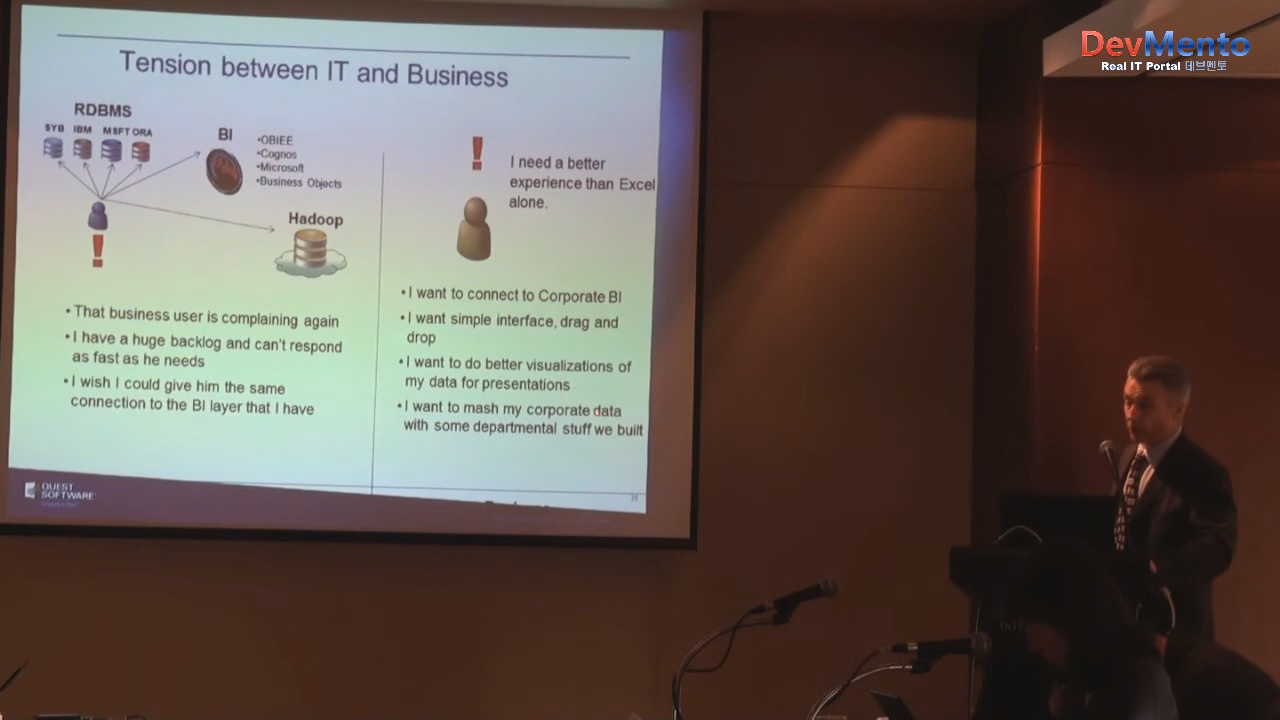 DevMento
Real IT Portal 데브멘토
Tension between IT and Business
RDBMS
SYB IBM MSFT ORA
BI
•OBIEE
•Cognos
•Microsoft
•Business Objects
Hadoop
• That business user is complaining again
• I have a huge backlog and can't respond
as fast as he needs
• I wish I could give him the same
connection to the BI layer that I have
I need a better
experience than Excel
alone.
• I want to connect to Corporate BI
• I want simple interface, drag and
drop
• I want to do better visualizations of
my data for presentations
• I want to mash my corporate data
with some departmental stuff we built
QUEST
SOFTWARE